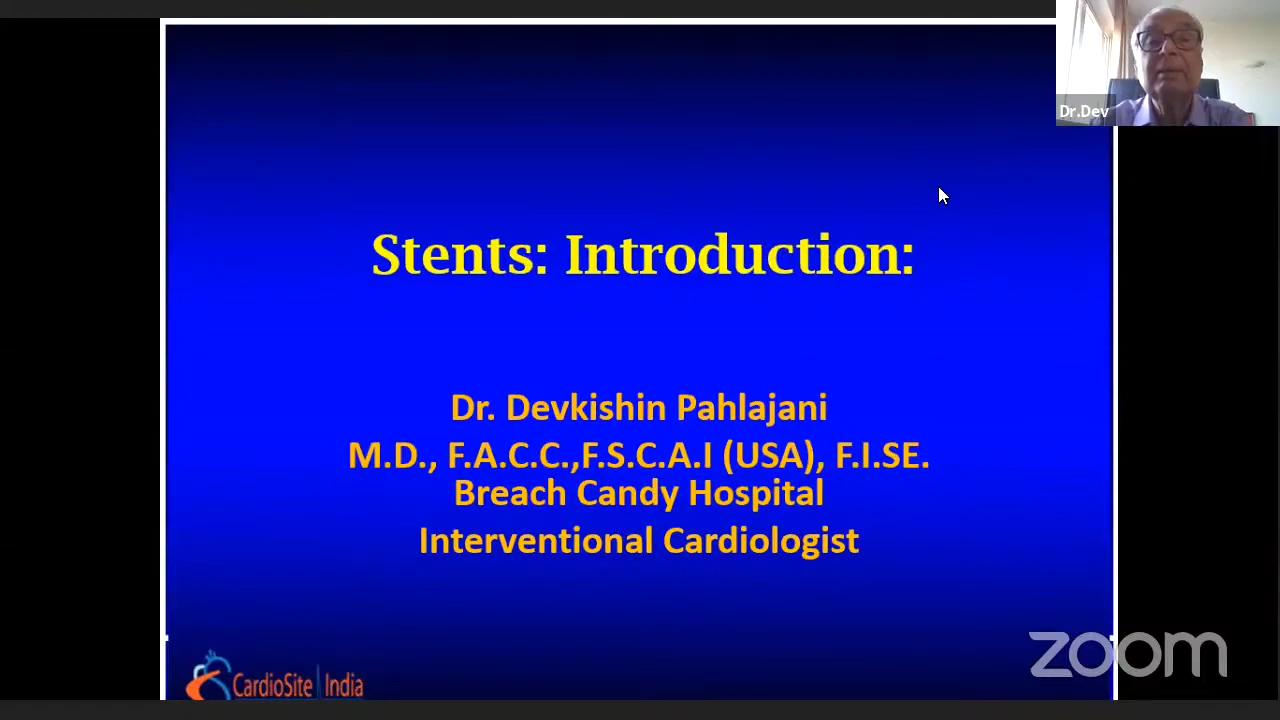 Dr.Dev
Stents: Introduction:
Dr. Devkishin Pahlajani
M.D., F.A.C.C.,F.S.C.A.I (USA), F.I.SE.
Breach Candy Hospital
Interventional Cardiologist
zoom
CardioSite India